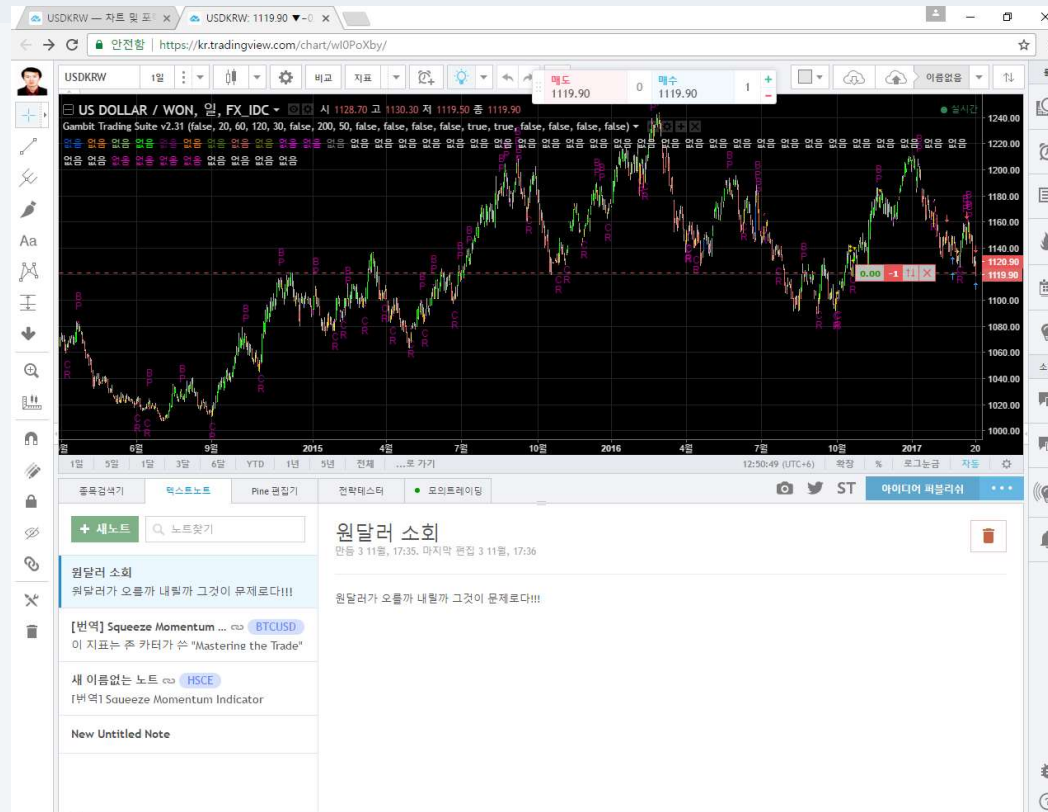 USDKRW — 차트 및 포
USDKRW: 1119.90 ▼−0
안전함 | https://kr.tradingview.com/chart/wl0PoXby/
USDKRW 1일 비교 지표 이름없음
매도 1119.90 0 매수 1119.90 1 + −
US DOLLAR / WON, 일, FX_IDC 시 1128.70 고 1130.30 저 1119.50 종 1119.90
실시간
Gambit Trading Suite v2.31 (false, 20, 60, 120, 30, false, 200, 50, false, false, false, false, true, true, false, false, false, false)
1240.00
1220.00
1200.00
1180.00
1160.00
1140.00
1120.90
1119.90
0.00 -1
1100.00
1080.00
1060.00
1040.00
1020.00
1000.00
월 6월 9월 2015 4월 7월 10월 2016 4월 7월 10월 2017 20
1일 5일 1달 3달 6달 YTD 1년 5년 전체 ...로 가기 12:50:49 (UTC+6) 확장 % 로그눈금 자동
종목검색기 텍스트노트 Pine 편집기 전략테스터 모의트레이딩 ST 아이디어 퍼블리쉬
+ 새노트 노트찾기
원달러 소회
만듬 3 11월, 17:35. 마지막 편집 3 11월, 17:36
원달러가 오를까 내릴까 그것이 문제로다!!!
원달러 소회
원달러가 오를까 내릴까 그것이 문제로다!!!
[번역] Squeeze Momentum ... BTCUSD
이 지표는 존 카터가 쓴 "Mastering the Trade"
새 이름없는 노트 HSCE
[번역] Squeeze Momentum Indicator
New Untitled Note
Aa